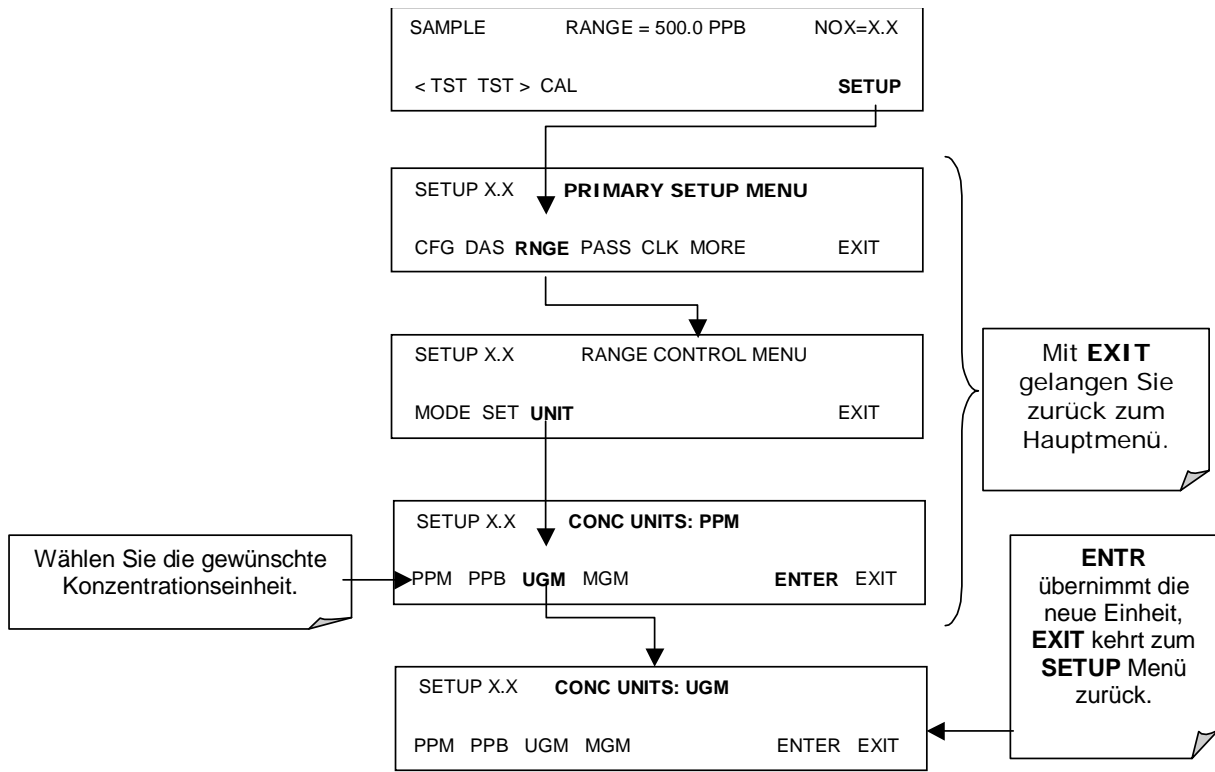 SAMPLE RANGE = 500.0 PPB NOX=X.X
< TST TST > CAL SETUP
SETUP X.X PRIMARY SETUP MENU
CFG DAS RNGE PASS CLK MORE EXIT
SETUP X.X RANGE CONTROL MENU
MODE SET UNIT EXIT
Mit EXIT
gelangen Sie
zurück zum
Hauptmenü.
SETUP X.X CONC UNITS: PPM
PPM PPB UGM MGM ENTER EXIT
Wählen Sie die gewünschte
Konzentrationseinheit.
ENTR
übernimmt die
neue Einheit,
EXIT kehrt zum
SETUP Menü
zurück.
SETUP X.X CONC UNITS: UGM
PPM PPB UGM MGM ENTER EXIT